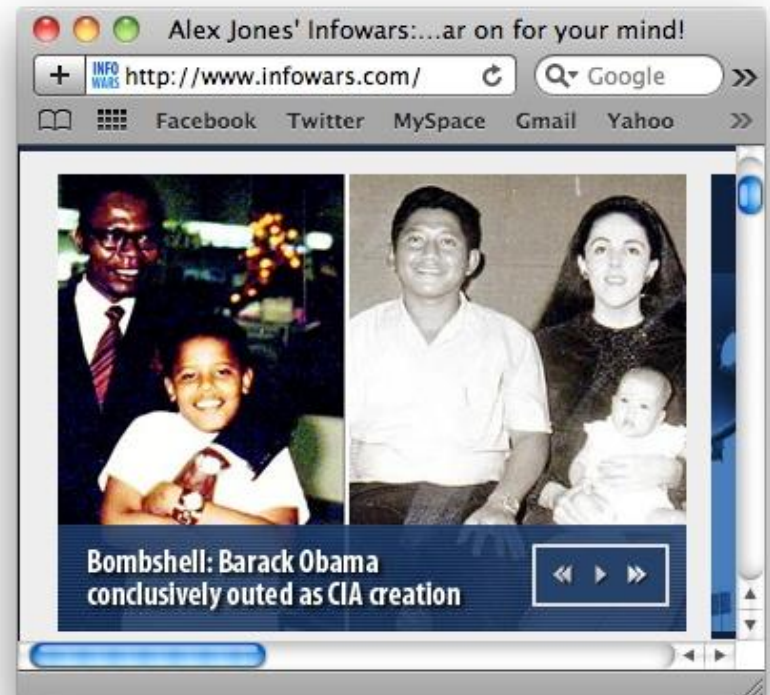 Alex Jones' Infowars:...ar on for your mind!
INFO
WARS
http://www.infowars.com/
Google
Facebook Twitter MySpace Gmail Yahoo
Bombshell: Barack Obama
conclusively outed as CIA creation